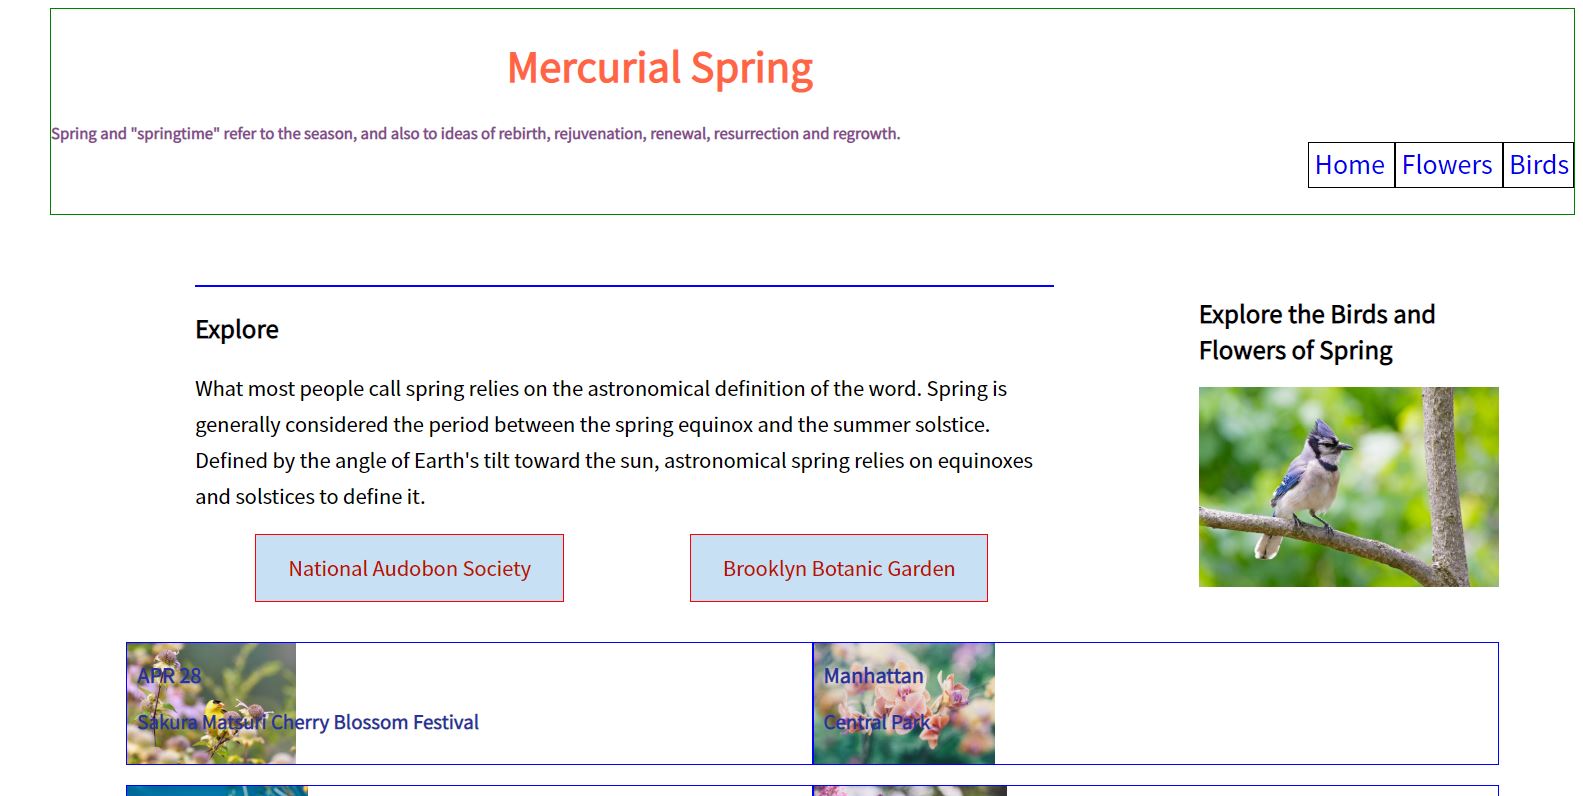 Mercurial Spring
Spring and "springtime" refer to the season, and also to ideas of rebirth, rejuvenation, renewal, resurrection and regrowth.
Home Flowers Birds
Explore
What most people call spring relies on the astronomical definition of the word. Spring is
generally considered the period between the spring equinox and the summer solstice.
Defined by the angle of Earth's tilt toward the sun, astronomical spring relies on equinoxes
and solstices to define it.
National Audobon Society
Brooklyn Botanic Garden
Explore the Birds and
Flowers of Spring
APR 28
Sakura Matsuri Cherry Blossom Festival
Manhattan
Central Park